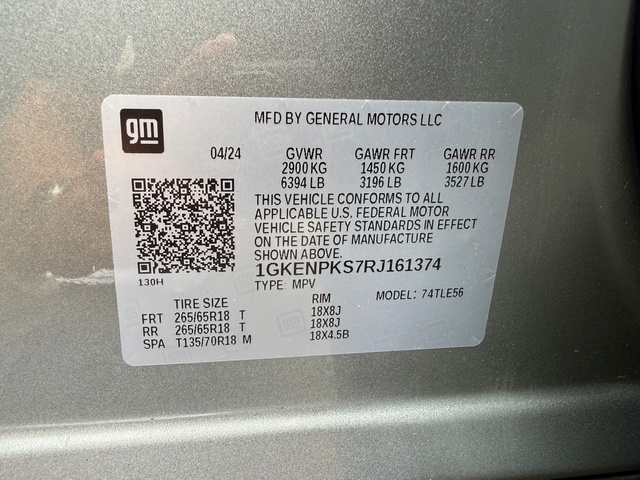 gm
MFD BY GENERAL MOTORS LLC
04/24 GVWR GAWR FRT GAWR RR
2900 KG 1450 KG 1600 KG
6394 LB 3196 LB 3527 LB
THIS VEHICLE CONFORMS TO ALL
APPLICABLE U.S. FEDERAL MOTOR
VEHICLE SAFETY STANDARDS IN EFFECT
ON THE DATE OF MANUFACTURE
SHOWN ABOVE.
1GKENPKS7RJ161374
130H
TYPE: MPV MODEL: 74TLE56
TIRE SIZE RIM
FRT 265/65R18 T 18X8J
RR 265/65R18 T 18X8J
SPA T135/70R18 M 18X4.5B